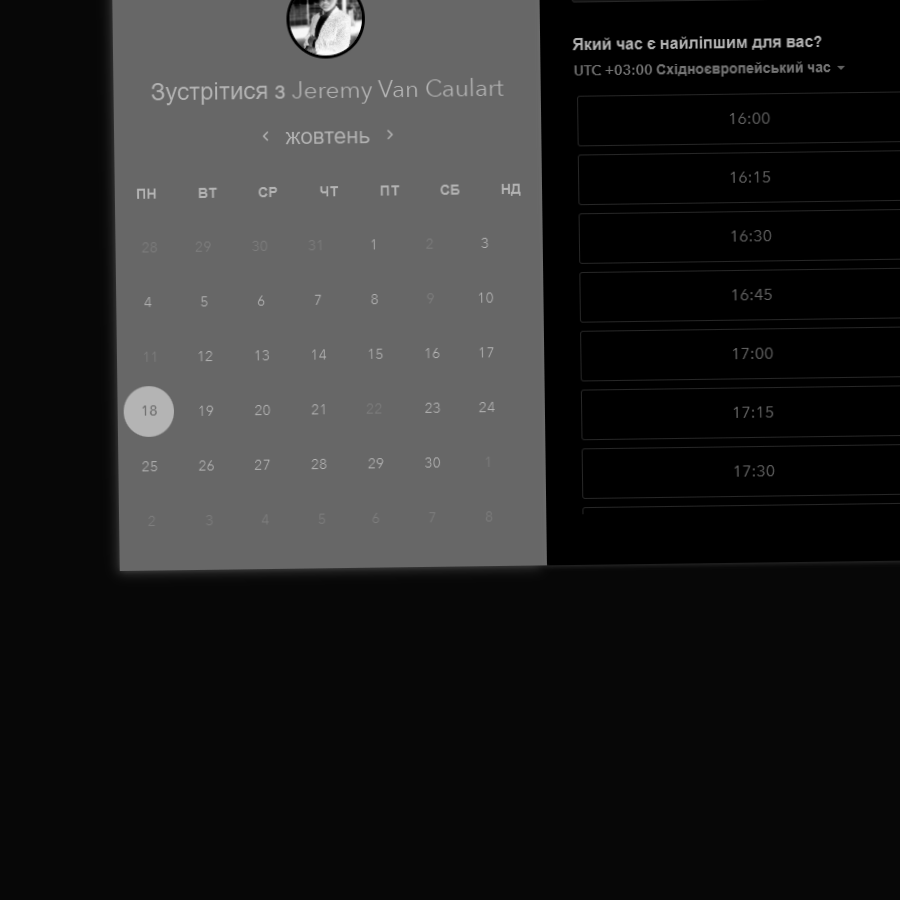 Зустрітися з Jeremy Van Caulart
‹ жовтень ›
ПН ВТ СР ЧТ ПТ СБ НД
28 29 30 31 1 2 3
4 5 6 7 8 9 10
11 12 13 14 15 16 17
18 19 20 21 22 23 24
25 26 27 28 29 30 1
2 3 4 5 6 7 8
Який час є найліпшим для вас?
UTC +03:00 Східноєвропейський час
16:00
16:15
16:30
16:45
17:00
17:15
17:30